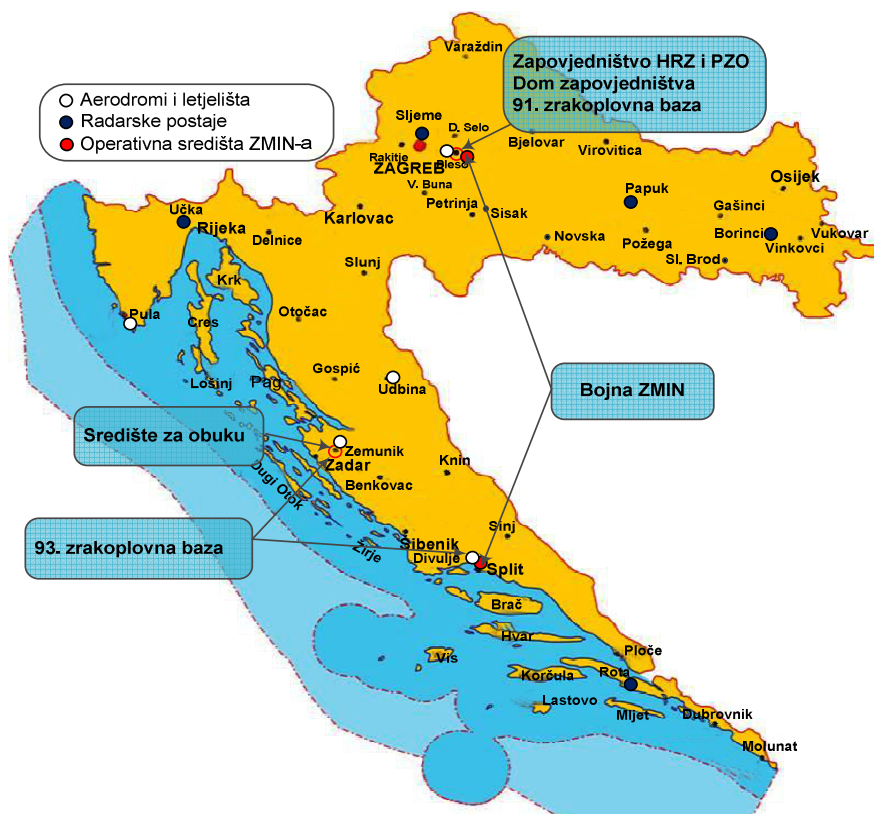 Varaždin
Zapovjedništvo HRZ i PZO
Dom zapovjedništva
91. zrakoplovna baza
Aerodromi i letjelišta
Radarske postaje
Operativna središta ZMIN-a
Sljeme
D. Selo
Bjelovar
Virovitica
Rakitje
Pleso
ZAGREB
Osijek
V. Buna
Papuk
Petrinja
Sisak
Karlovac
Gašinci
Učka
Rijeka
Delnice
Novska
Požega
Borinci
Vukovar
Vinkovci
Sl. Brod
Slunj
Krk
Pula
Cres
Otočac
Gospić
Lošinj
Pag
Udbina
Bojna ZMIN
Središte za obuku
Zemunik
Zadar
Knin
Benkovac
Dugi Otok
93. zrakoplovna baza
Sinj
Šibenik
Žirje
Divulje
Split
Brač
Hvar
Vis
Ploče
Korčula
Rota
Lastovo
Mljet
Dubrovnik
Molunat